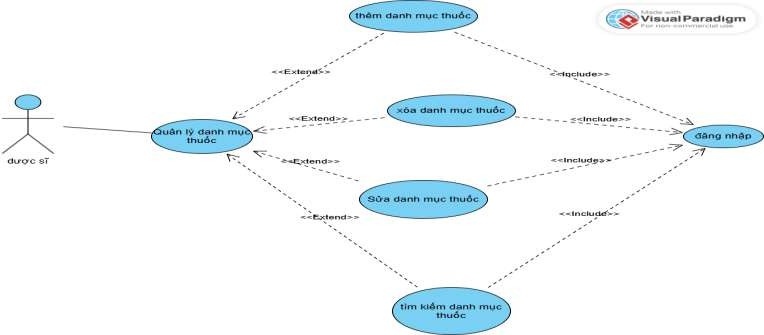 thêm danh mục thuốc
Made with
Visual Paradigm
For non-commercial use
<<Extend>>
<<Include>>
xóa danh mục thuốc
<<Extend>>
<<Include>>
Quản lý danh mục
thuốc
đăng nhập
dược sĩ
<<Extend>>
<<Include>>
Sửa danh mục thuốc
<<Extend>>
<<Include>>
tìm kiếm danh mục
thuốc